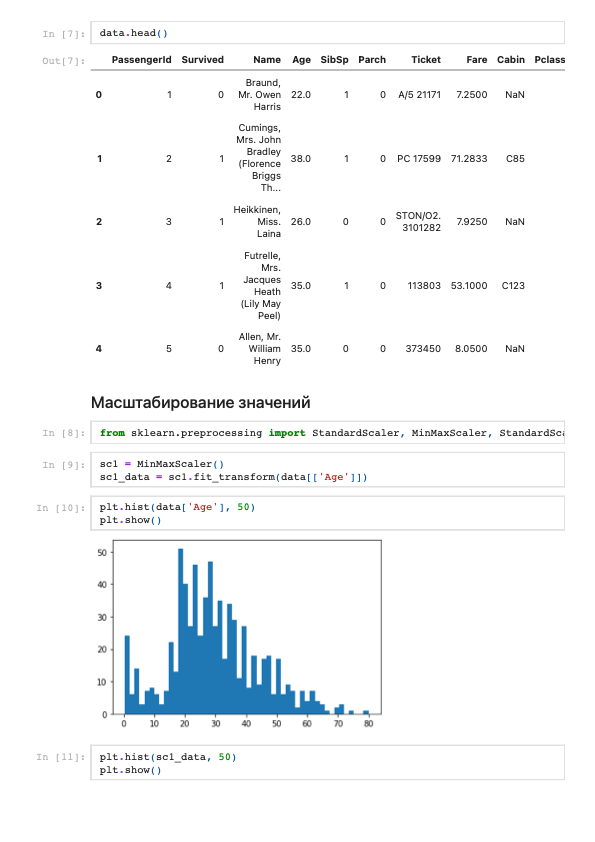 In [7]: data.head()
Out[7]: PassengerId Survived Name Age SibSp Parch Ticket Fare Cabin Pclass
Braund,
0 1 0 Mr. Owen 22.0 1 0 A/5 21171 7.2500 NaN
Harris
Cumings,
Mrs. John
Bradley
1 2 1 (Florence 38.0 1 0 PC 17599 71.2833 C85
Briggs
Th...
Heikkinen,
2 3 1 Miss. 26.0 0 0 STON/O2. 7.9250 NaN
Laina 3101282
Futrelle,
Mrs.
Jacques
3 4 1 Heath 35.0 1 0 113803 53.1000 C123
(Lily May
Peel)
Allen, Mr.
4 5 0 William 35.0 0 0 373450 8.0500 NaN
Henry
Масштабирование значений
In [8]: from sklearn.preprocessing import StandardScaler, MinMaxScaler, StandardSca
In [9]: sc1 = MinMaxScaler()
sc1_data = sc1.fit_transform(data[['Age']])
In [10]: plt.hist(data['Age'], 50)
plt.show()
50
40
30
20
10
0
0 10 20 30 40 50 60 70 80
In [11]: plt.hist(sc1_data, 50)
plt.show()